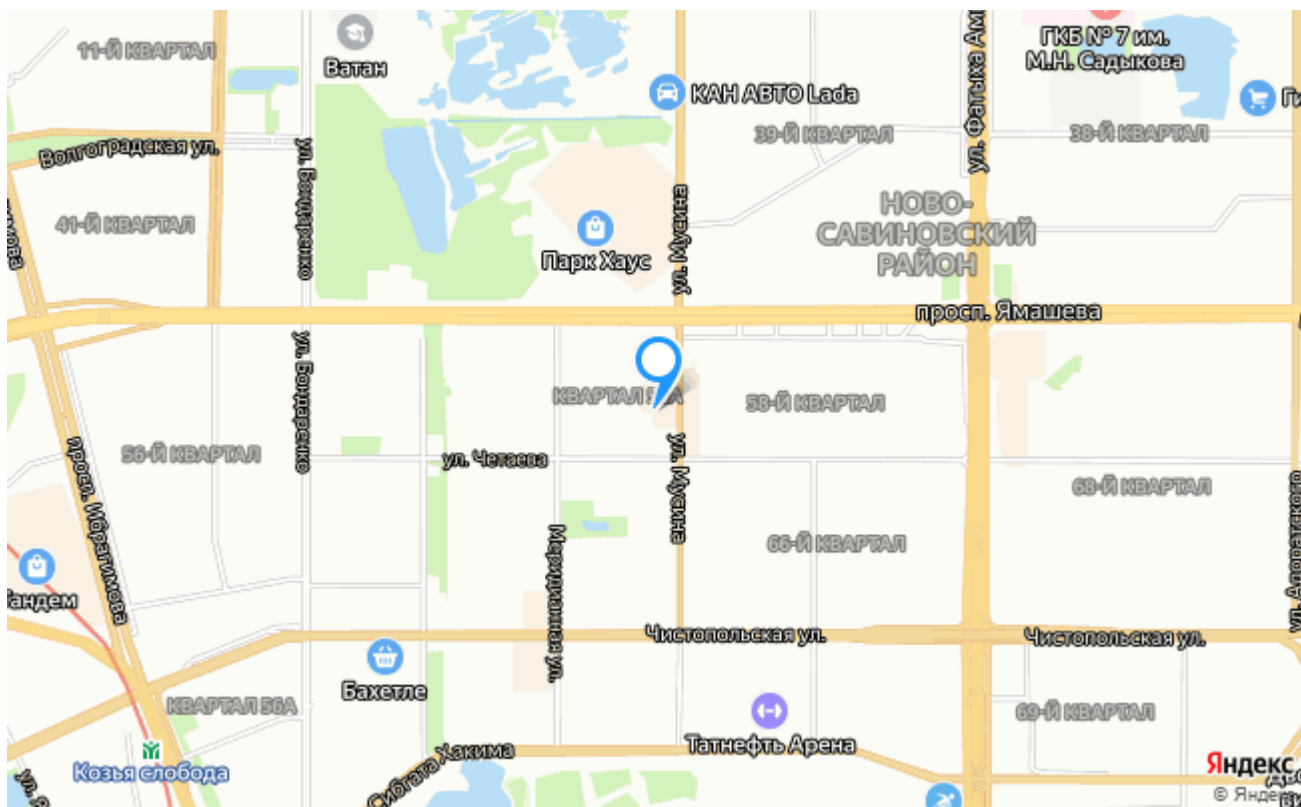 11-Й КВАРТАЛ
Ватан
КАН АВТО Lada
ГКБ № 7 им.
М.Н. Садыкова
39-Й КВАРТАЛ
38-Й КВАРТАЛ
Волгоградская ул.
ул. Бондаренко
41-Й КВАРТАЛ
ул. Мусина
НОВО-
САВИНОВСКИЙ
РАЙОН
Парк Хаус
просп. Ямашева
ул. Бондаренко
КВАРТАЛ
58-Й КВАРТАЛ
56-Й КВАРТАЛ
ул. Четаева
ул. Мусина
68-Й КВАРТАЛ
просп. Ибрагимова
66-Й КВАРТАЛ
Меридианная ул.
ул. Адоратского
Чистопольская ул.
Чистопольская ул.
Бахетле
КВАРТАЛ 56А
69-Й КВАРТАЛ
Татнефть Арена
Козья слобода
Сибгата Хакима
Яндекс